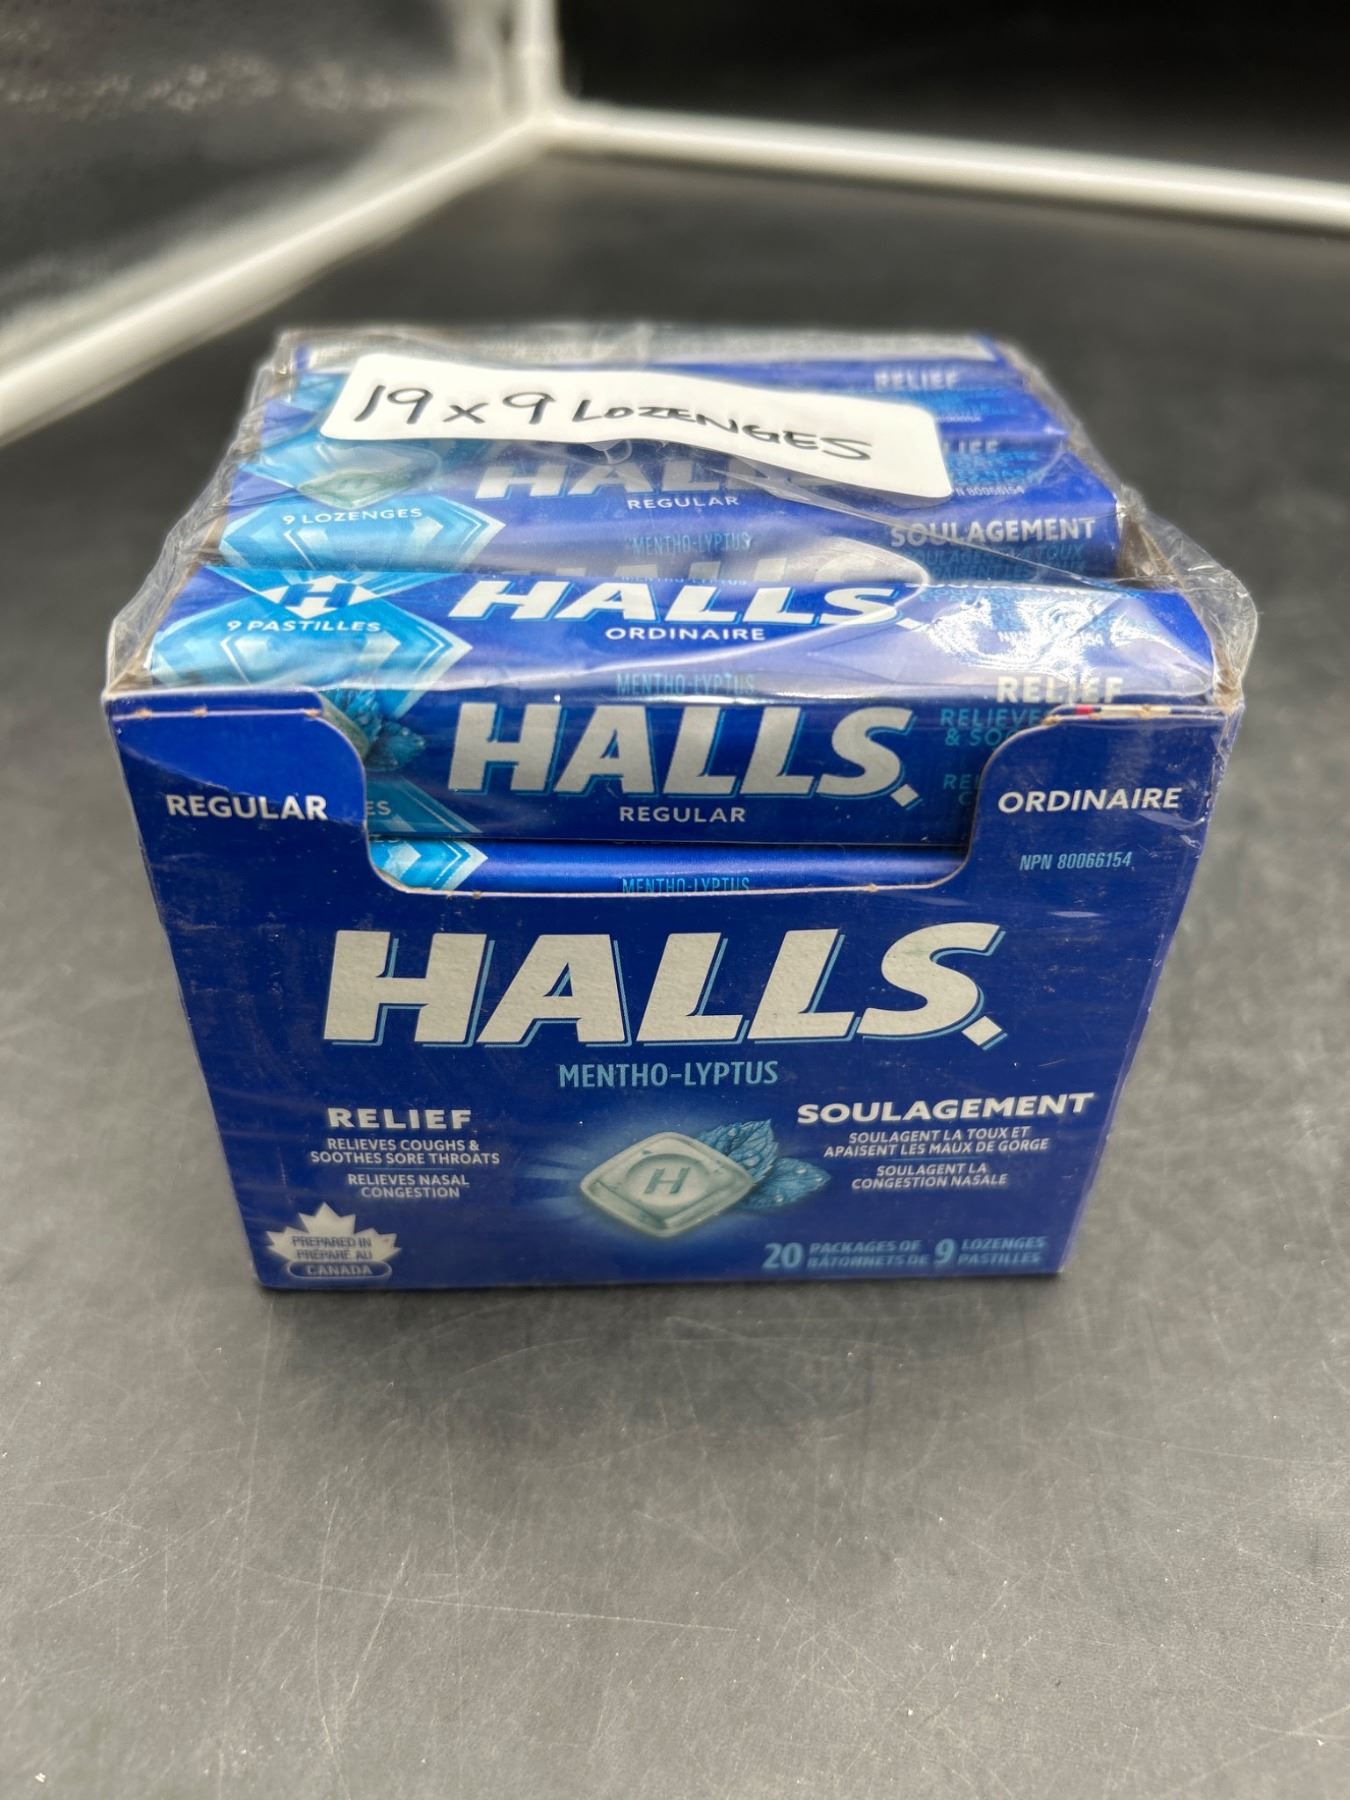 19 x 9 LOZENGES
RELIEF
HALLS
REGULAR
9 LOZENGES
MENTHO-LYPTUS
SOULAGEMENT
HALLS.
ORDINAIRE
9 PASTILLES
MENTHO-LYPTUS
RELIEF
HALLS.
REGULAR
MENTHO-LYPTUS
REGULAR
ORDINAIRE
NPN 80066154
HALLS.
MENTHO-LYPTUS
RELIEF
RELIEVES COUGHS &
SOOTHES SORE THROATS
RELIEVES NASAL
CONGESTION
SOULAGEMENT
SOULAGENT LA TOUX ET
APAISENT LES MAUX DE GORGE
SOULAGENT LA
CONGESTION NASALE
H
PREPARED IN
PRÉPARÉ AU
CANADA
20 PACKAGES OF 9 LOZENGES
BÂTONNETS DE PASTILLES